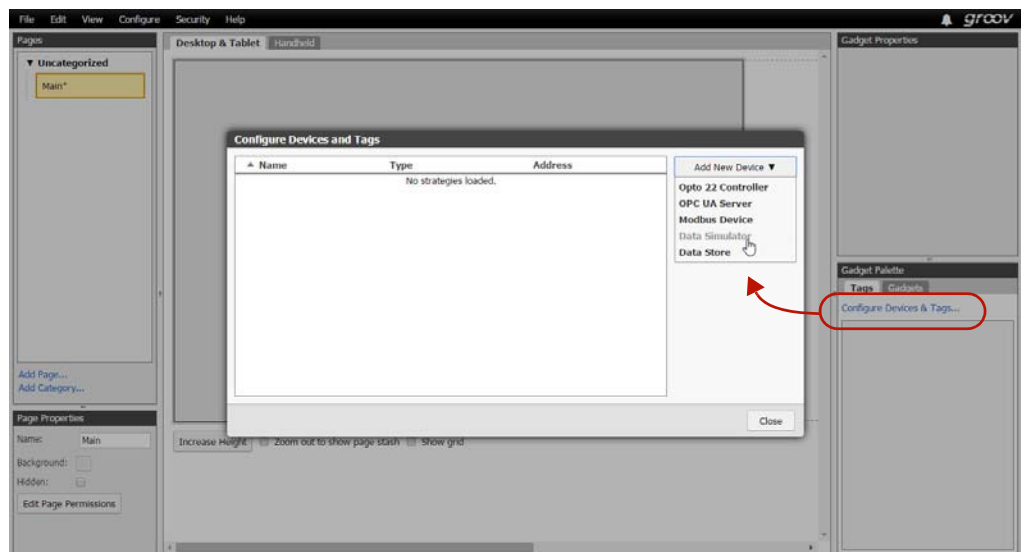 File Edit View Configure Security Help
groov
Pages
▼ Uncategorized
Main*
Add Page...
Add Category...
Page Properties
Name: Main
Background:
Hidden:
Edit Page Permissions
Desktop & Tablet Handheld
Configure Devices and Tags
▲ Name Type Address
No strategies loaded.
Add New Device ▼
Opto 22 Controller
OPC UA Server
Modbus Device
Data Simulator
Data Store
Close
Increase Height Zoom out to show page stash Show grid
Gadget Properties
Gadget Palette
Tags Gadgets
Configure Devices & Tags...